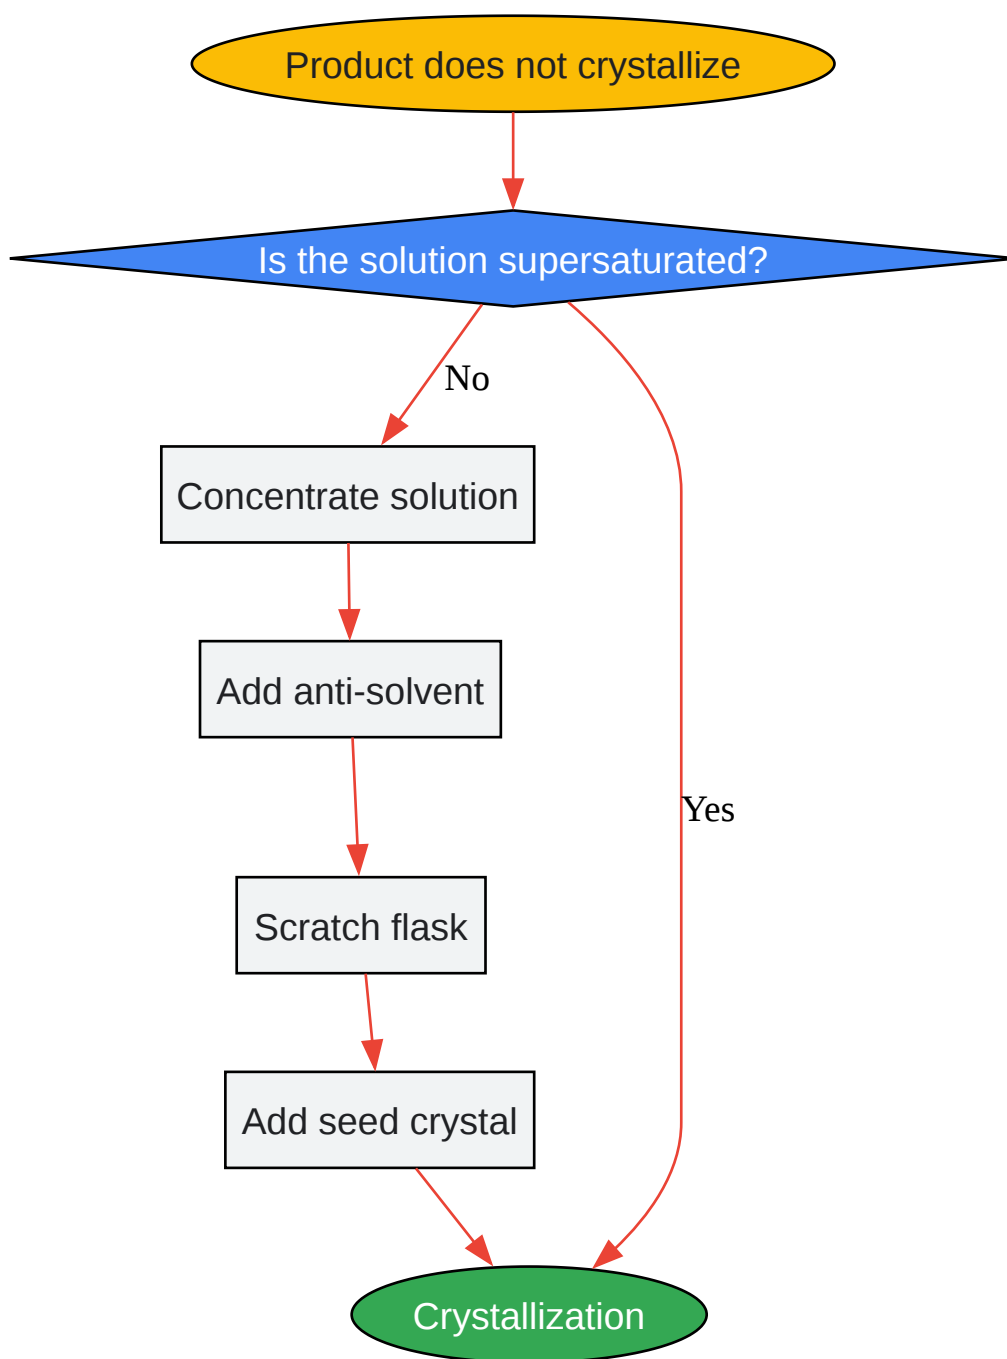 Product does not crystallize
Is the solution supersaturated?
No
Concentrate solution
Add anti-solvent
Yes
Scratch flask
Add seed crystal
Crystallization